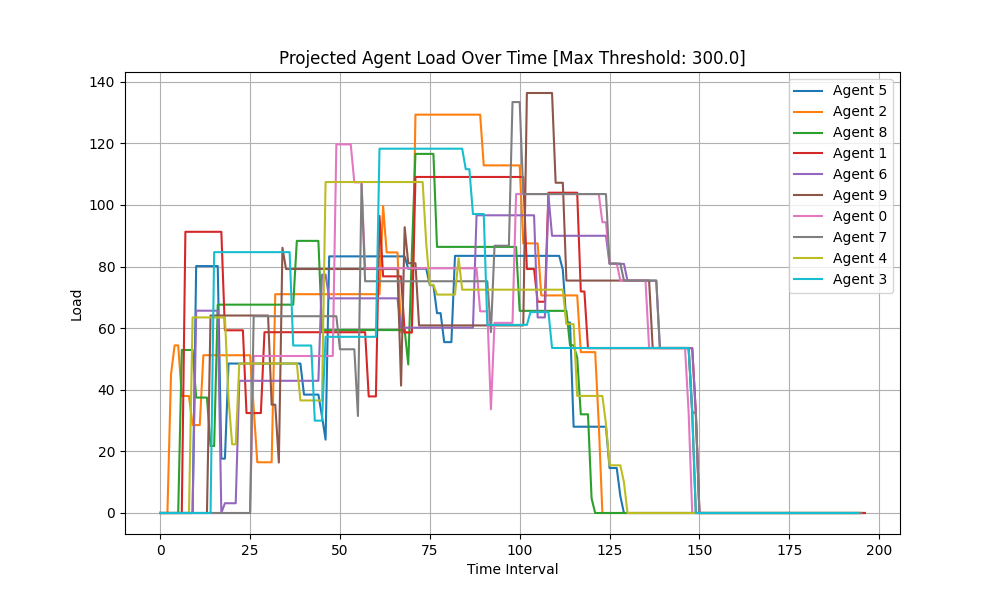 Projected Agent Load Over Time [Max Threshold: 300.0]
Load
140
120
100
80
60
40
20
0
0 25 50 75 100 125 150 175 200
Time Interval
Agent 5
Agent 2
Agent 8
Agent 1
Agent 6
Agent 9
Agent 0
Agent 7
Agent 4
Agent 3